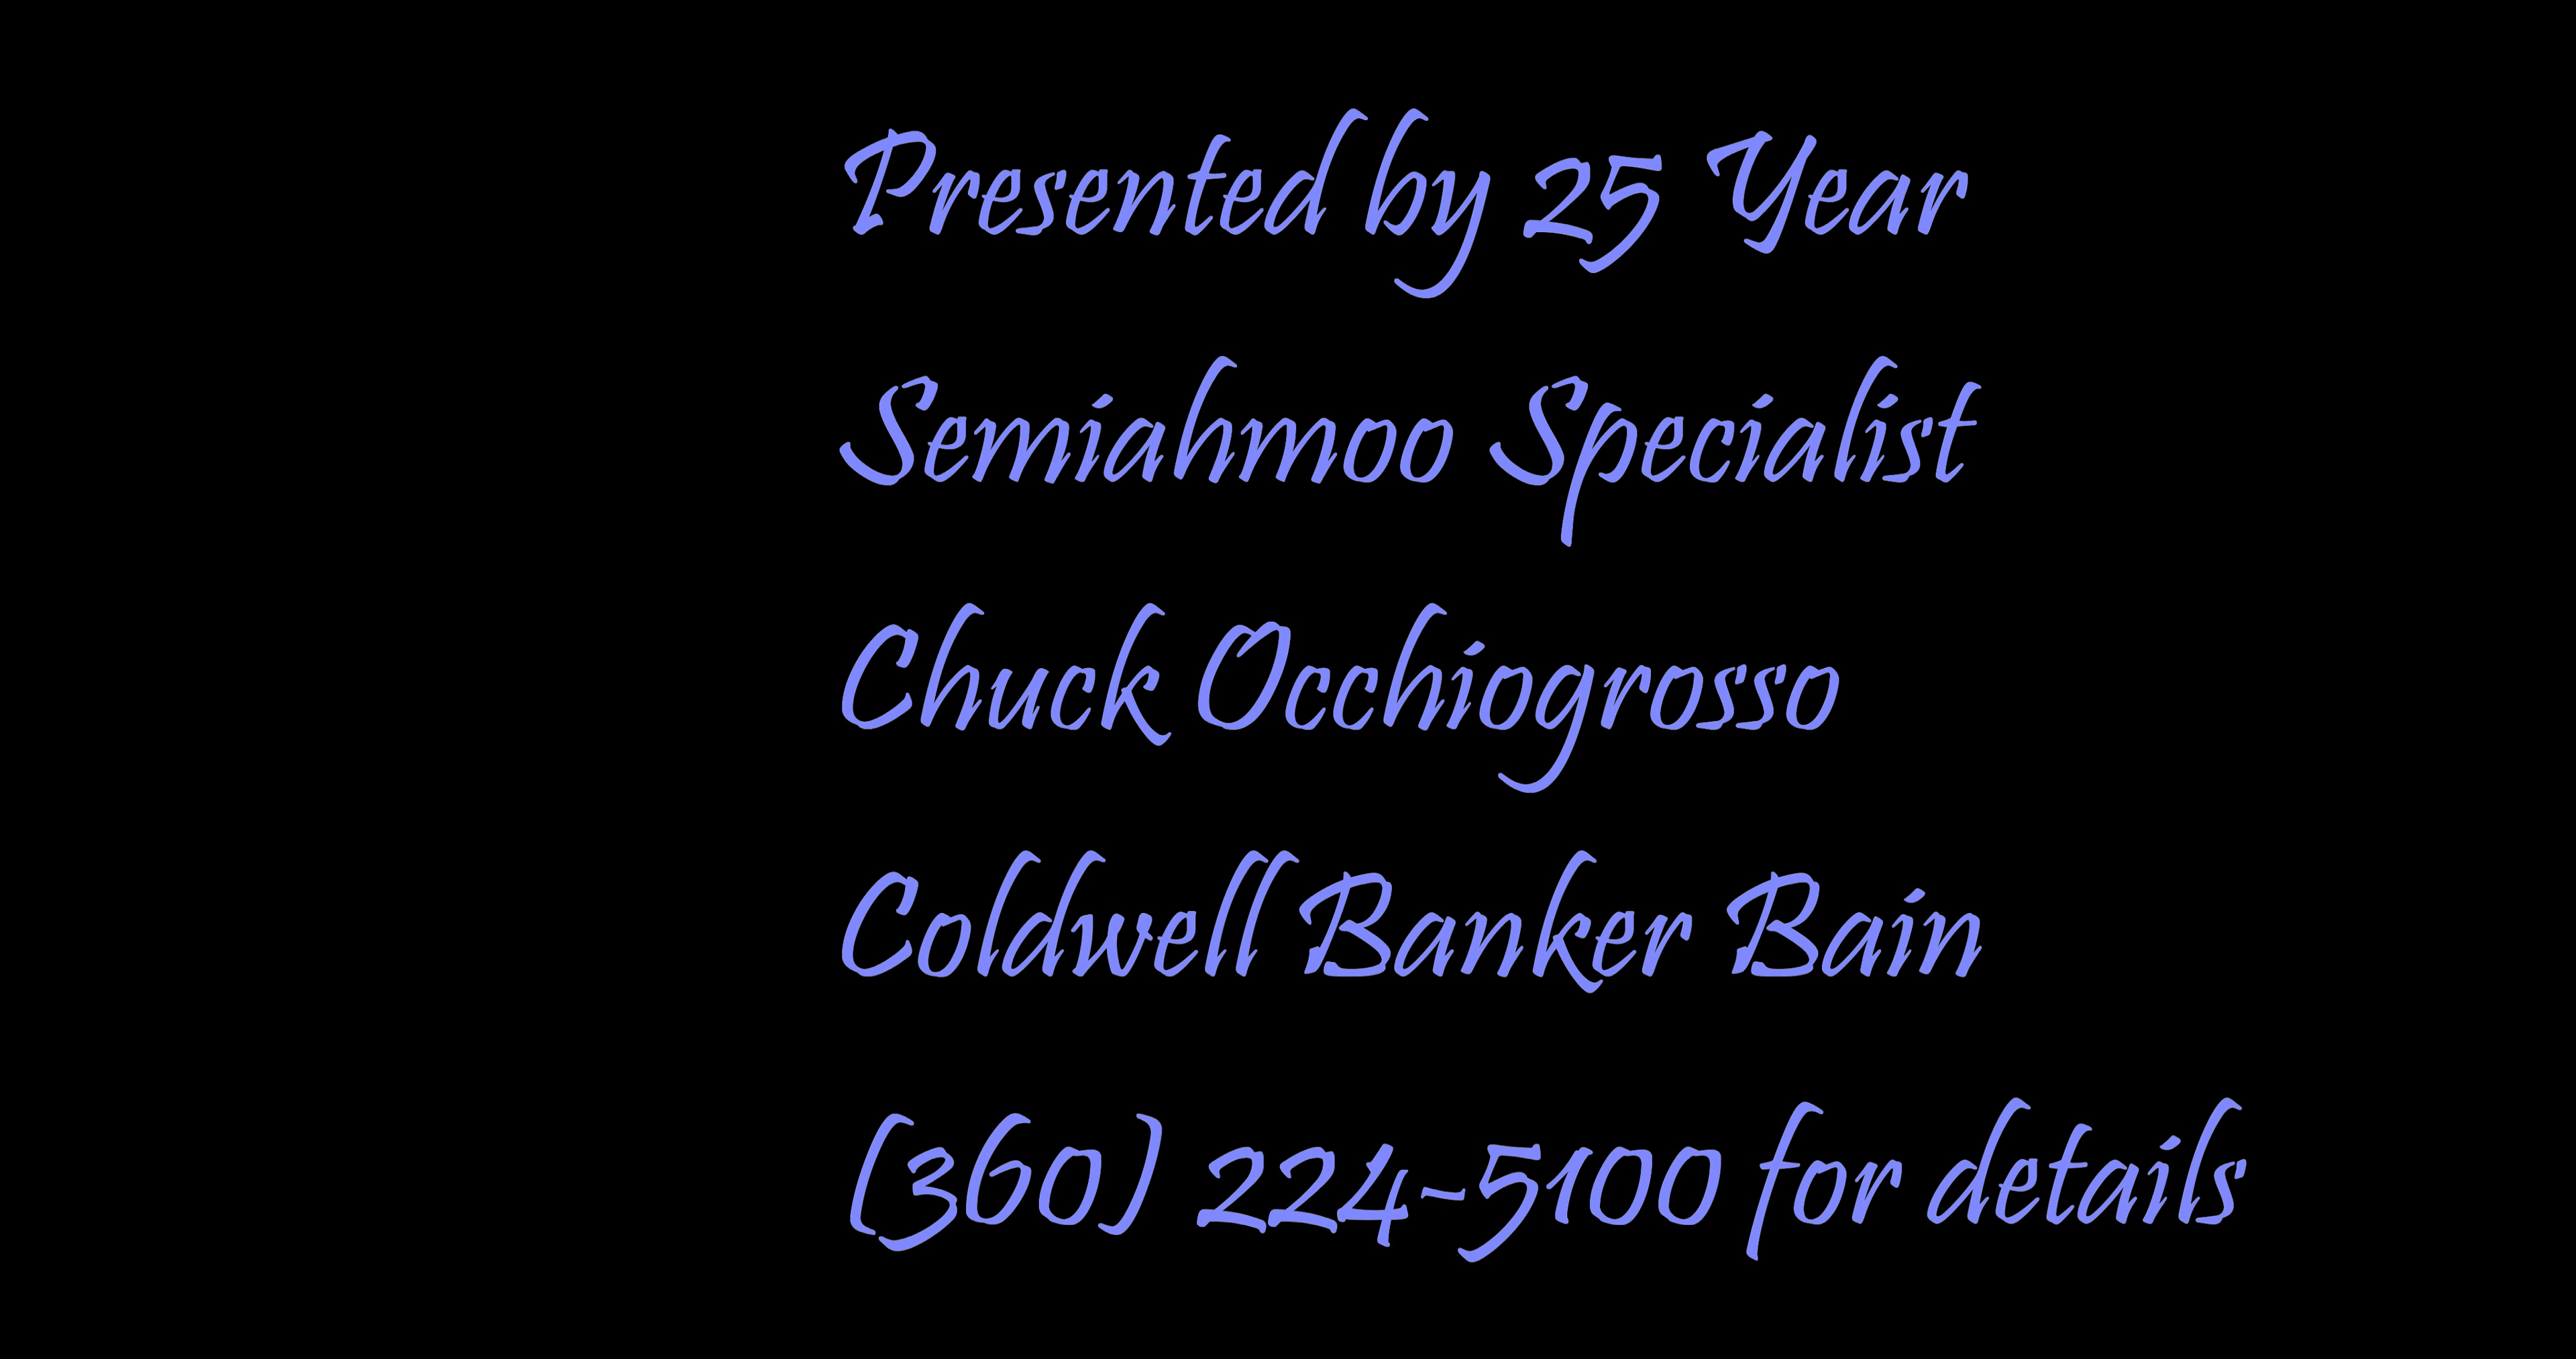 Presented by 25 Year
Semiahmoo Specialist
Chuck Occhiogrosso
Coldwell Banker Bain
(360) 224-5100 for details